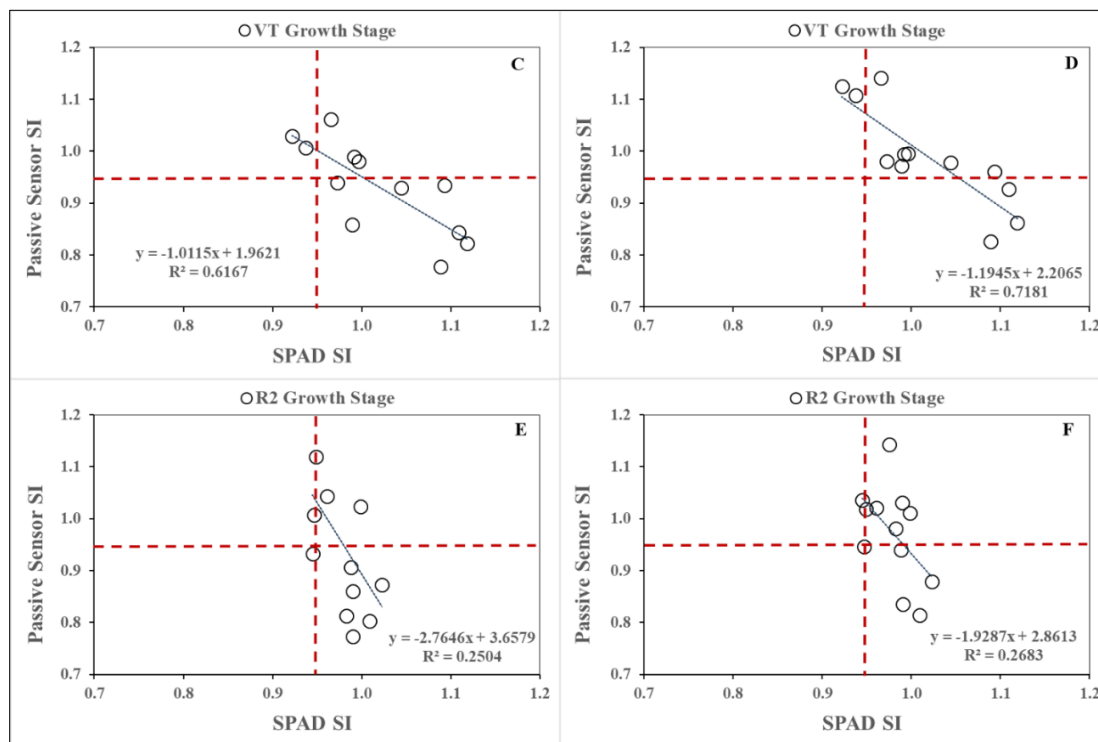 VT Growth Stage
C
1.2
1.1
1.0
0.9
0.8
0.7
Passive Sensor SI
y = -1.0115x + 1.9621
R² = 0.6167
0.7 0.8 0.9 1.0 1.1 1.2
SPAD SI
VT Growth Stage
D
1.2
1.1
1.0
0.9
0.8
0.7
Passive Sensor SI
y = -1.1945x + 2.2065
R² = 0.7181
0.7 0.8 0.9 1.0 1.1 1.2
SPAD SI
R2 Growth Stage
E
1.2
1.1
1.0
0.9
0.8
0.7
Passive Sensor SI
y = -2.7646x + 3.6579
R² = 0.2504
0.7 0.8 0.9 1.0 1.1 1.2
SPAD SI
R2 Growth Stage
F
1.2
1.1
1.0
0.9
0.8
0.7
Passive Sensor SI
y = -1.9287x + 2.8613
R² = 0.2683
0.7 0.8 0.9 1.0 1.1 1.2
SPAD SI